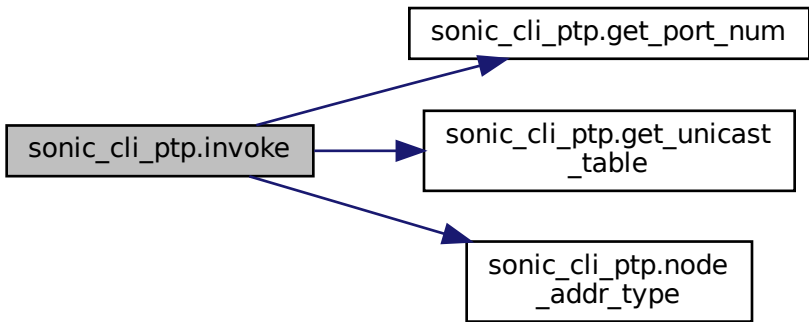 sonic_cli_ptp.get_port_num
sonic_cli_ptp.invoke
sonic_cli_ptp.get_unicast
_table
sonic_cli_ptp.node
_addr_type